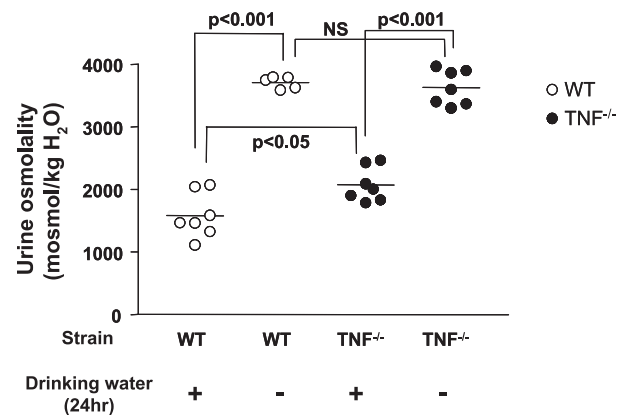 p<0.001
p<0.001
NS
4000
WT
TNF-/-
3000
p<0.05
2000
1000
0
Urine osmolality
(mosmol/kg H2O)
Strain WT WT TNF-/- TNF-/-
Drinking water
(24hr) + - + -